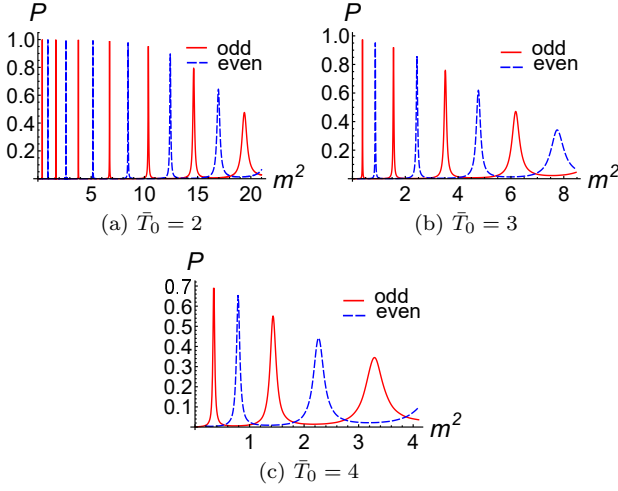 P
odd
even
1.0
0.8
0.6
0.4
0.2
5 10 15 20 m²
(a) T̄₀ = 2
P
odd
even
1.0
0.8
0.6
0.4
0.2
2 4 6 8 m²
(b) T̄₀ = 3
P
odd
even
0.7
0.6
0.5
0.4
0.3
0.2
0.1
1 2 3 4 m²
(c) T̄₀ = 4